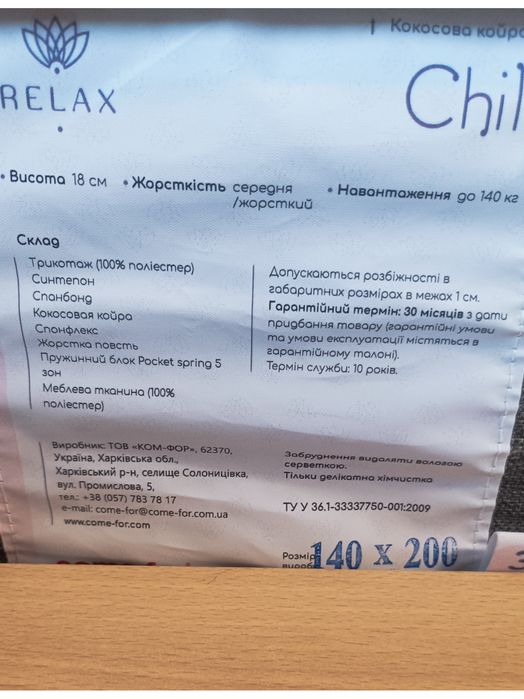 Кокосова койра
RELAX
Chil
• Висота 18 см • Жорсткість середня /жорсткий • Навантаження до 140 кг
Склад
Трикотаж (100% поліестер)
Синтепон
Спанбонд
Кокосовая койра
Спонфлекс
Жорстка повсть
Пружинний блок Pocket spring 5
зон
Меблева тканина (100%
поліестер)
Допускаються розбіжності в
габаритних розмірах в межах 1 см.
Гарантійний термін: 30 місяців з дати
придбання товару (гарантійні умови
та умови експлуатації містяться в
гарантійному талоні).
Термін служби: 10 років.
Виробник: ТОВ «КОМ-ФОР», 62370,
Україна, Харківська обл.,
Харківський р-н, селище Солоницівка,
вул. Промислова, 5,
тел.: +38 (057) 783 78 17
e-mail: come-for@come-for.com.ua
www.come-for.com
Забруднення видаляти вологою
серветкою.
Тільки делікатна хімчистка
ТУ У 36.1-33337750-001:2009
Розмір
вироб
140 x 200